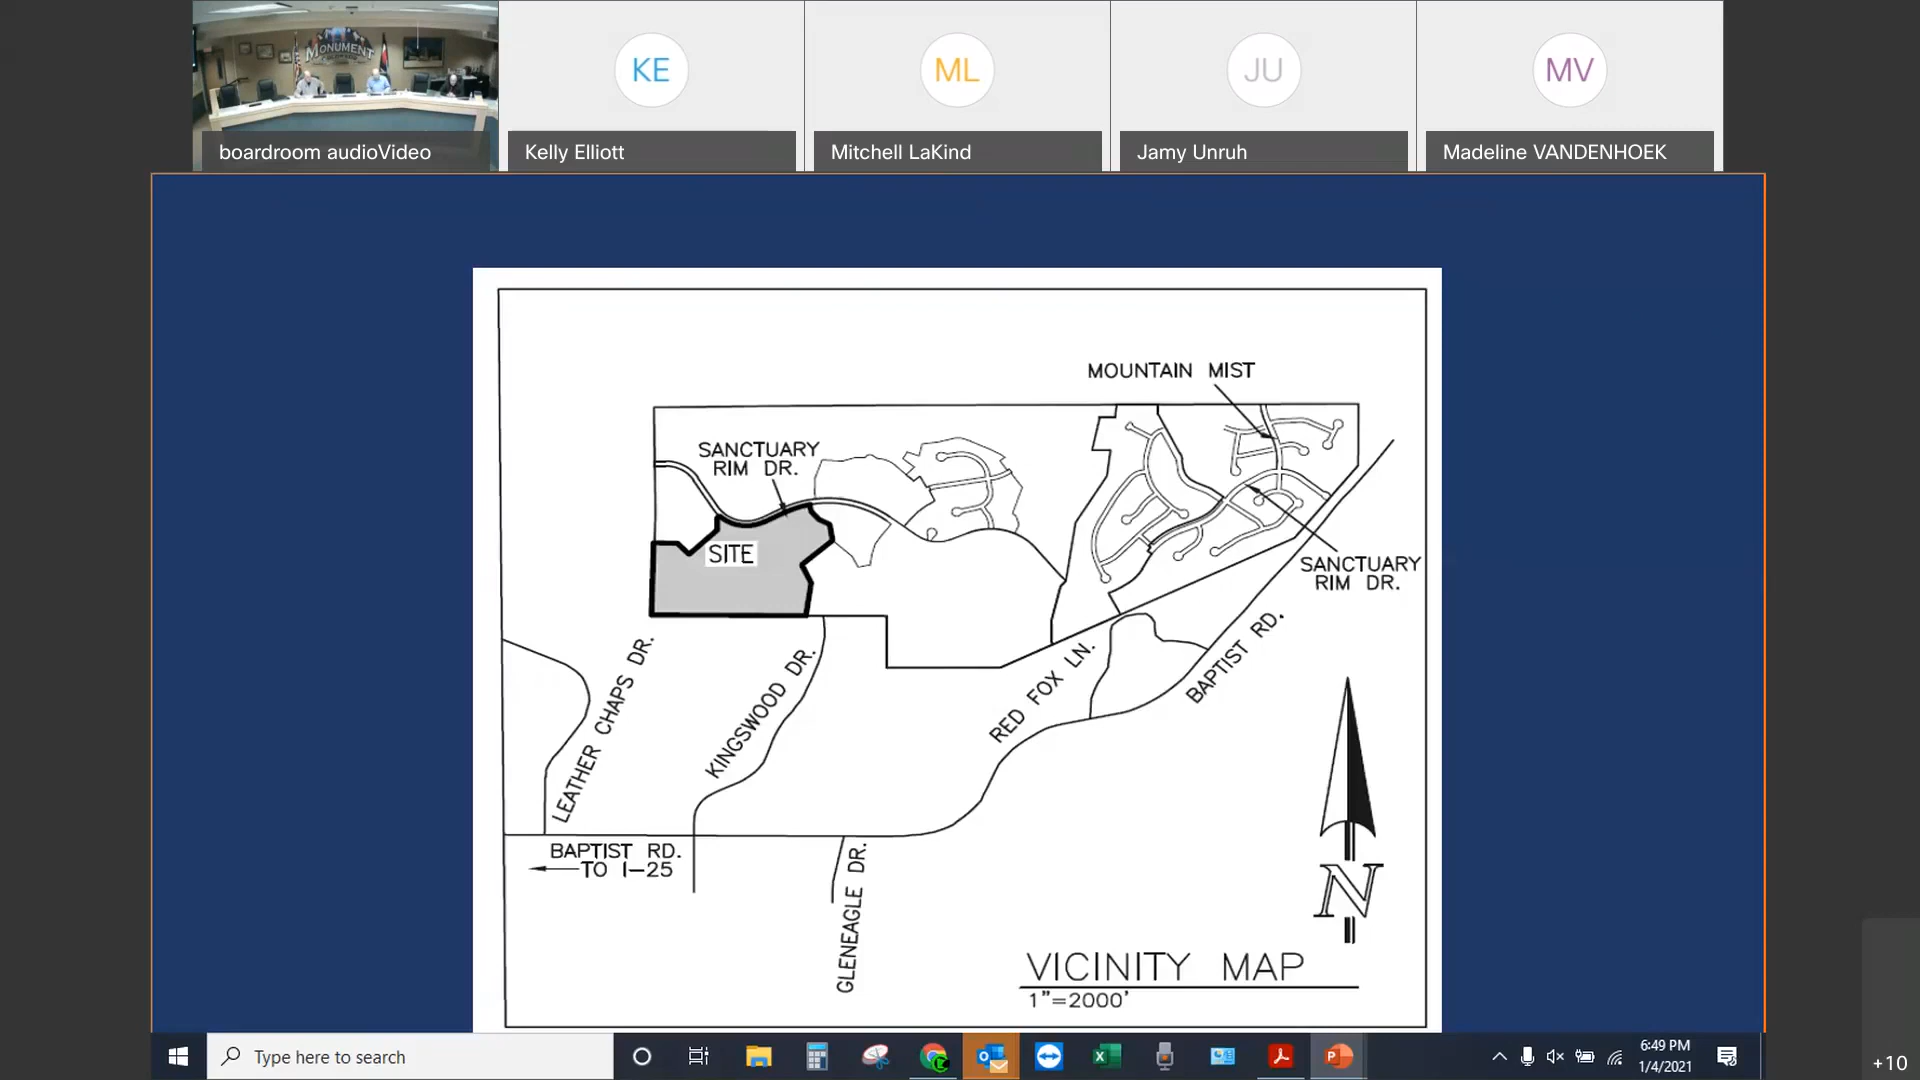 MONUMENT
KE
ML
JU
MV
boardroom audioVideo
Kelly Elliott
Mitchell LaKind
Jamy Unruh
Madeline VANDENHOEK
MOUNTAIN MIST
SANCTUARY
RIM DR.
SITE
SANCTUARY
RIM DR.
LEATHER CHAPS DR.
KINGSWOOD DR.
RED FOX LN.
BAPTIST RD.
BAPTIST RD.
TO I-25
GLENEAGLE DR.
N
VICINITY MAP
1"=2000'
Type here to search
6:49 PM
1/4/2021
+10